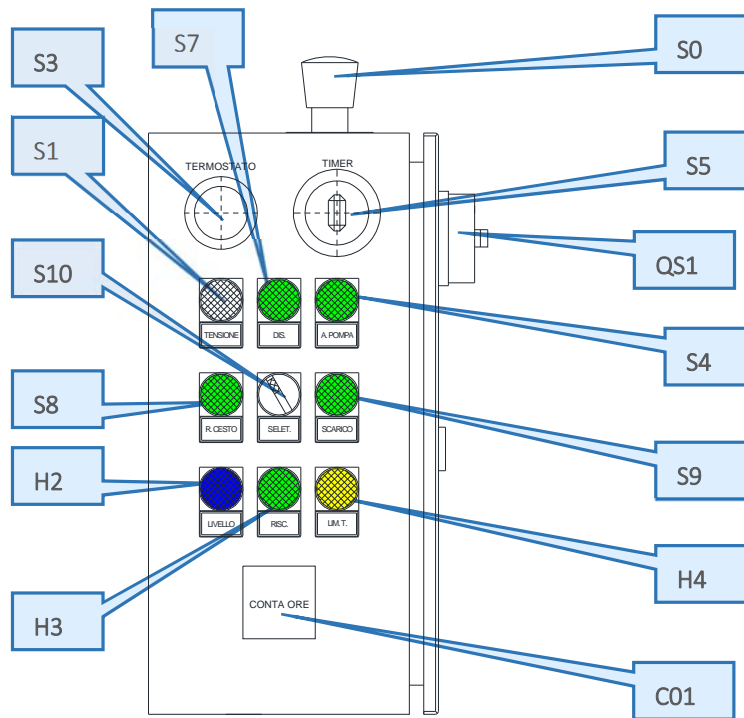 S7
S0
S3
S1
TERMOSTATO
TIMER
S5
S10
QS1
TENSIONE
DIS.
A. POMPA
S4
S8
R. CESTO
SELET.
SCARICO
S9
H2
LIVELLO
RISC.
LIM. T.
H4
H3
CONTA ORE
C01